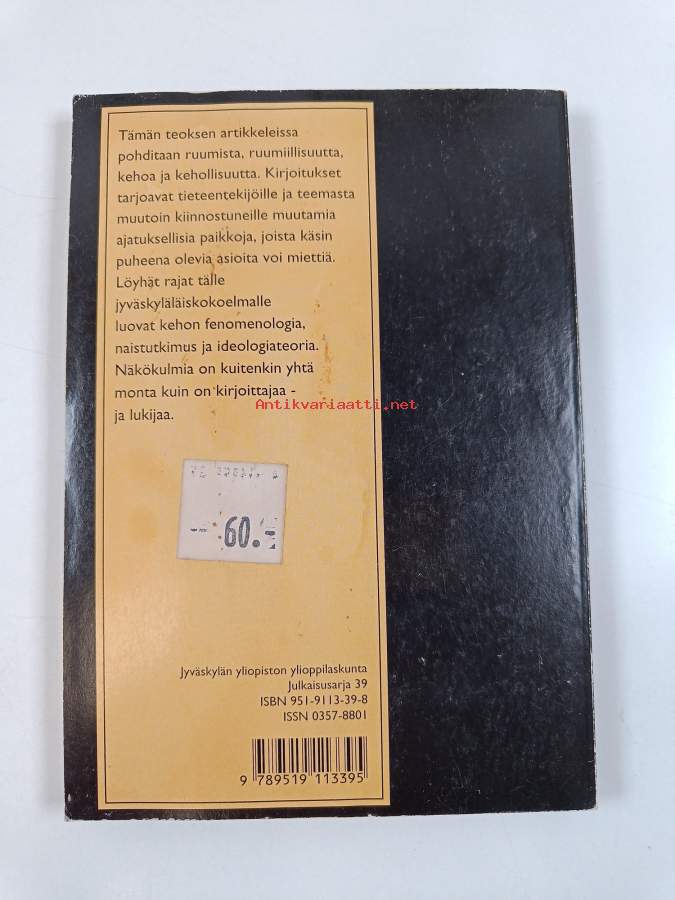 Tämän teoksen artikkeleissa
pohditaan ruumista, ruumiillisuutta,
kehoa ja kehollisuutta. Kirjoitukset
tarjoavat tieteentekijöille ja teemasta
muutoin kiinnostuneille muutamia
ajatuksellisia paikkoja, joista käsin
puheena olevia asioita voi miettiä.
Löyhät rajat tälle
jyväskyläläiskokoelmalle
luovat kehon fenomenologia,
naistutkimus ja ideologiateoria.
Näkökulmia on kuitenkin yhtä
monta kuin on kirjoittajaa -
ja lukijaa.
Antikvariaatti.net
60.-
Jyväskylän yliopiston ylioppilaskunta
Julkaisusarja 39
ISBN 951-9113-39-8
ISSN 0357-8801
9 789519 113395